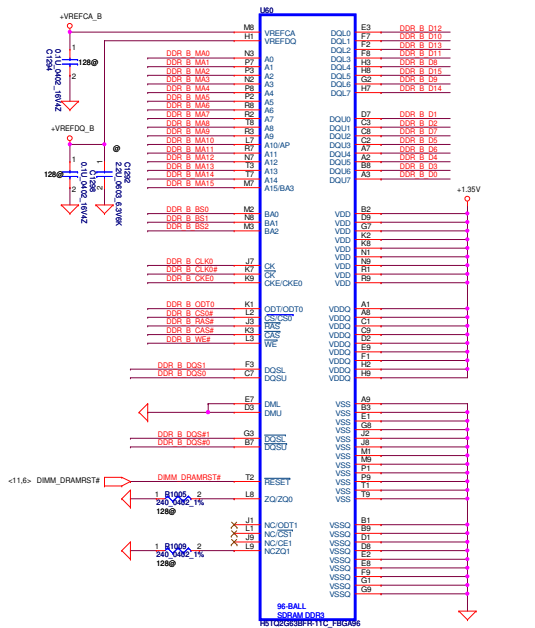 U60
+VREFCA_B
M8 VREFCA
H1 VREFDQ
E3 DQL0 DDR_B_D12
F7 DQL1 DDR_B_D10
F2 DQL2 DDR_B_D13
F8 DQL3 DDR_B_D11
H3 DQL4 DDR_B_D8
H8 DQL5 DDR_B_D15
G2 DQL6 DDR_B_D9
H7 DQL7 DDR_B_D14
1
2
C1294
0.1U_0402_16V4Z
128@
DDR_B_MA0 N3 A0
DDR_B_MA1 P7 A1
DDR_B_MA2 P3 A2
DDR_B_MA3 N2 A3
DDR_B_MA4 P8 A4
DDR_B_MA5 P2 A5
DDR_B_MA6 R8 A6
DDR_B_MA7 R2 A7
DDR_B_MA8 T8 A8
DDR_B_MA9 R3 A9
DDR_B_MA10 L7 A10/AP
DDR_B_MA11 R7 A11
DDR_B_MA12 N7 A12
DDR_B_MA13 T3 A13
DDR_B_MA14 T7 A14
DDR_B_MA15 M7 A15/BA3
D7 DQU0 DDR_B_D1
C3 DQU1 DDR_B_D2
C8 DQU2 DDR_B_D7
C2 DQU3 DDR_B_D5
A7 DQU4 DDR_B_D6
A2 DQU5 DDR_B_D4
B8 DQU6 DDR_B_D3
A3 DQU7 DDR_B_D0
+VREFDQ_B
@
1
2
128@
C1298
0.1U_0402_16V4Z
1
2
C1292
2.2U_0603_6.3V6K
+1.35V
DDR_B_BS0 M2 BA0
DDR_B_BS1 N8 BA1
DDR_B_BS2 M3 BA2
B2 VDD
D9 VDD
G7 VDD
K2 VDD
K8 VDD
N1 VDD
N9 VDD
R1 VDD
R9 VDD
DDR_B_CLK0 J7 CK
DDR_B_CLK0# K7 CK
DDR_B_CKE0 K9 CKE/CKE0
DDR_B_ODT0 K1 ODT/ODT0
DDR_B_CS0# L2 CS/CS0
DDR_B_RAS# J3 RAS
DDR_B_CAS# K3 CAS
DDR_B_WE# L3 WE
A1 VDDQ
A8 VDDQ
C1 VDDQ
C9 VDDQ
D2 VDDQ
E9 VDDQ
F1 VDDQ
H2 VDDQ
H9 VDDQ
DDR_B_DQS1 F3 DQSL
DDR_B_DQS0 C7 DQSU
E7 DML
D3 DMU
DDR_B_DQS#1 G3 DQSL
DDR_B_DQS#0 B7 DQSU
A9 VSS
B3 VSS
E1 VSS
G8 VSS
J2 VSS
J8 VSS
M1 VSS
M9 VSS
P1 VSS
P9 VSS
T1 VSS
T9 VSS
<11,6> DIMM_DRAMRST# DIMM_DRAMRST# T2 RESET
1 R1005 2 L8 ZQ/ZQ0
240_0402_1%
128@
J1 NC/ODT1
L1 NC/CS1
J9 NC/CE1
L9 NCZQ1
1 R1009 2
240_0402_1%
128@
B1 VSSQ
B9 VSSQ
D1 VSSQ
D8 VSSQ
E2 VSSQ
E8 VSSQ
F9 VSSQ
G1 VSSQ
G9 VSSQ
96-BALL
SDRAM DDR3
H5TQ2G63BFR-11C_FBGA96